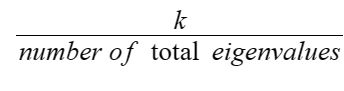 k
number of total eigenvalues